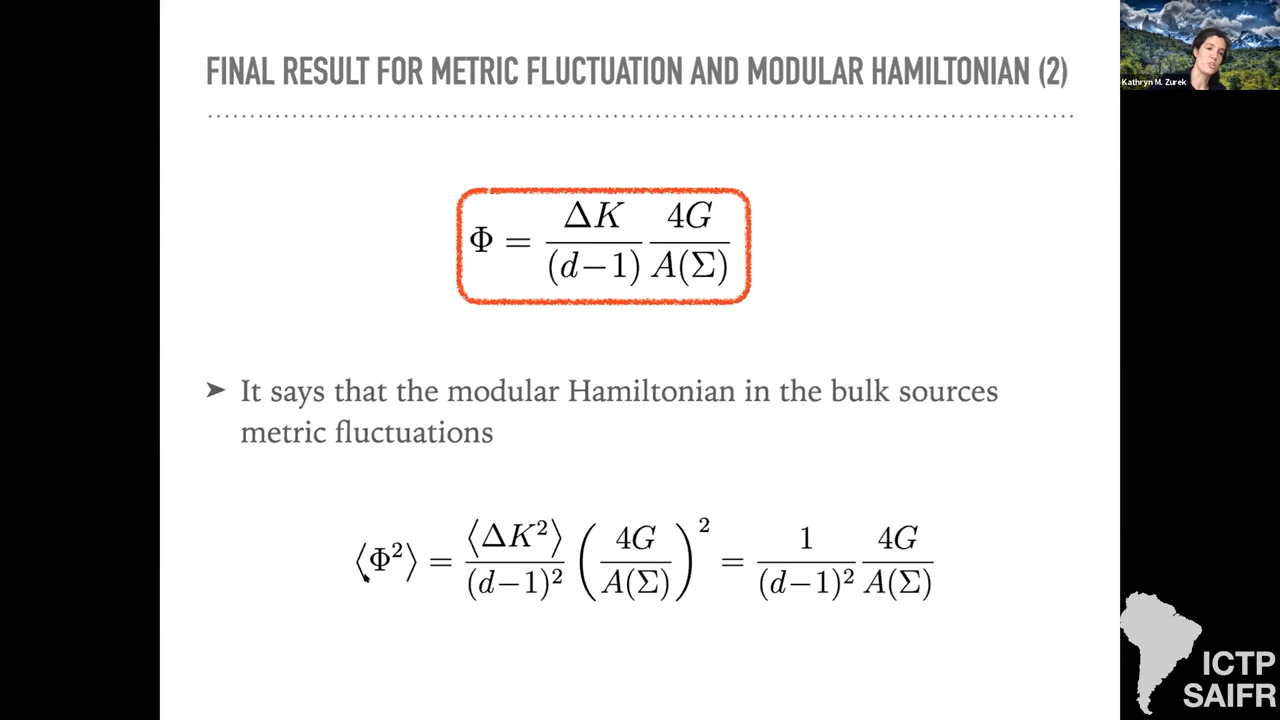 FINAL RESULT FOR METRIC FLUCTUATION AND MODULAR HAMILTONIAN (2)
Kathryn M. Zurek
Φ = ΔK/(d−1) 4G/A(Σ)
➤ It says that the modular Hamiltonian in the bulk sources
metric fluctuations
⟨Φ²⟩ = ⟨ΔK²⟩/(d−1)² (4G/A(Σ))² = 1/(d−1)² 4G/A(Σ)
ICTP
SAIFR